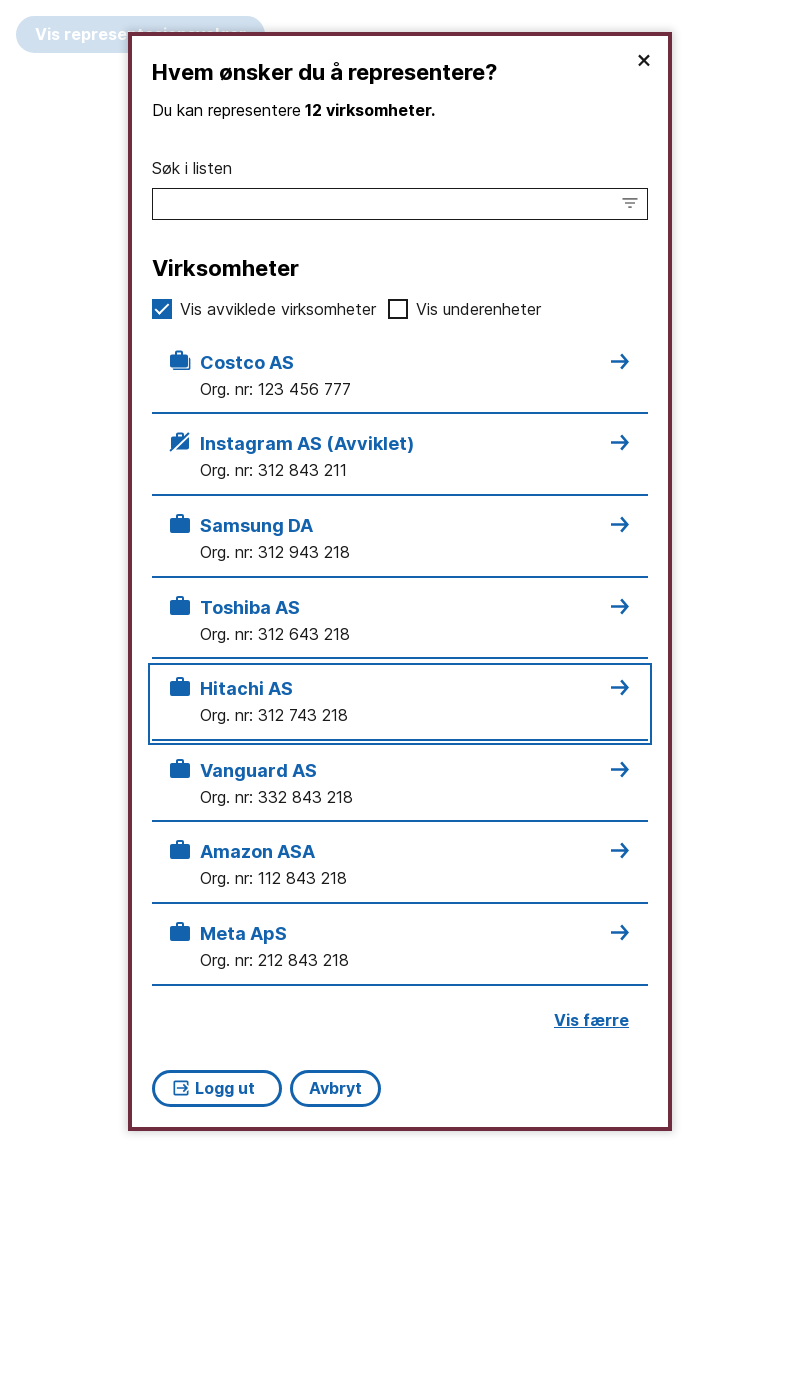 Vis
Hvem ønsker du å representere?
Du kan representere 12 virksomheter.
Søk i listen
Virksomheter
Vis avviklede virksomheter Vis underenheter
Costco AS
Org. nr: 123 456 777
Instagram AS (Avviklet)
Org. nr: 312 843 211
Samsung DA
Org. nr: 312 943 218
Toshiba AS
Org. nr: 312 643 218
Hitachi AS
Org. nr: 312 743 218
Vanguard AS
Org. nr: 332 843 218
Amazon ASA
Org. nr: 112 843 218
Meta ApS
Org. nr: 212 843 218
Vis færre
Logg ut Avbryt